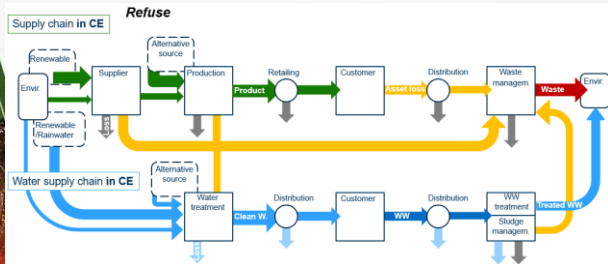 Refuse
Supply chain in CE
Renewable
Envir.
Supplier
Alternative
source
Production
Product
Retailing
Customer
Asset loss
Distribution
Waste
managem.
Waste
Envir.
Loss
Renewable
/Rainwater
Water supply chain in CE
Alternative
source
Water
treatment
Clean W.
Distribution
Customer
WW
Distribution
WW
treatment
Sludge
managem.
Treated WW
Loss